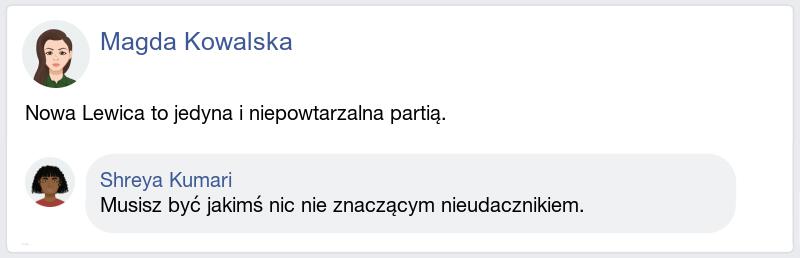 Magda Kowalska
Nowa Lewica to jedyna i niepowtarzalna partią.
Shreya Kumari
Musisz być jakimś nic nie znaczącym nieudacznikiem.